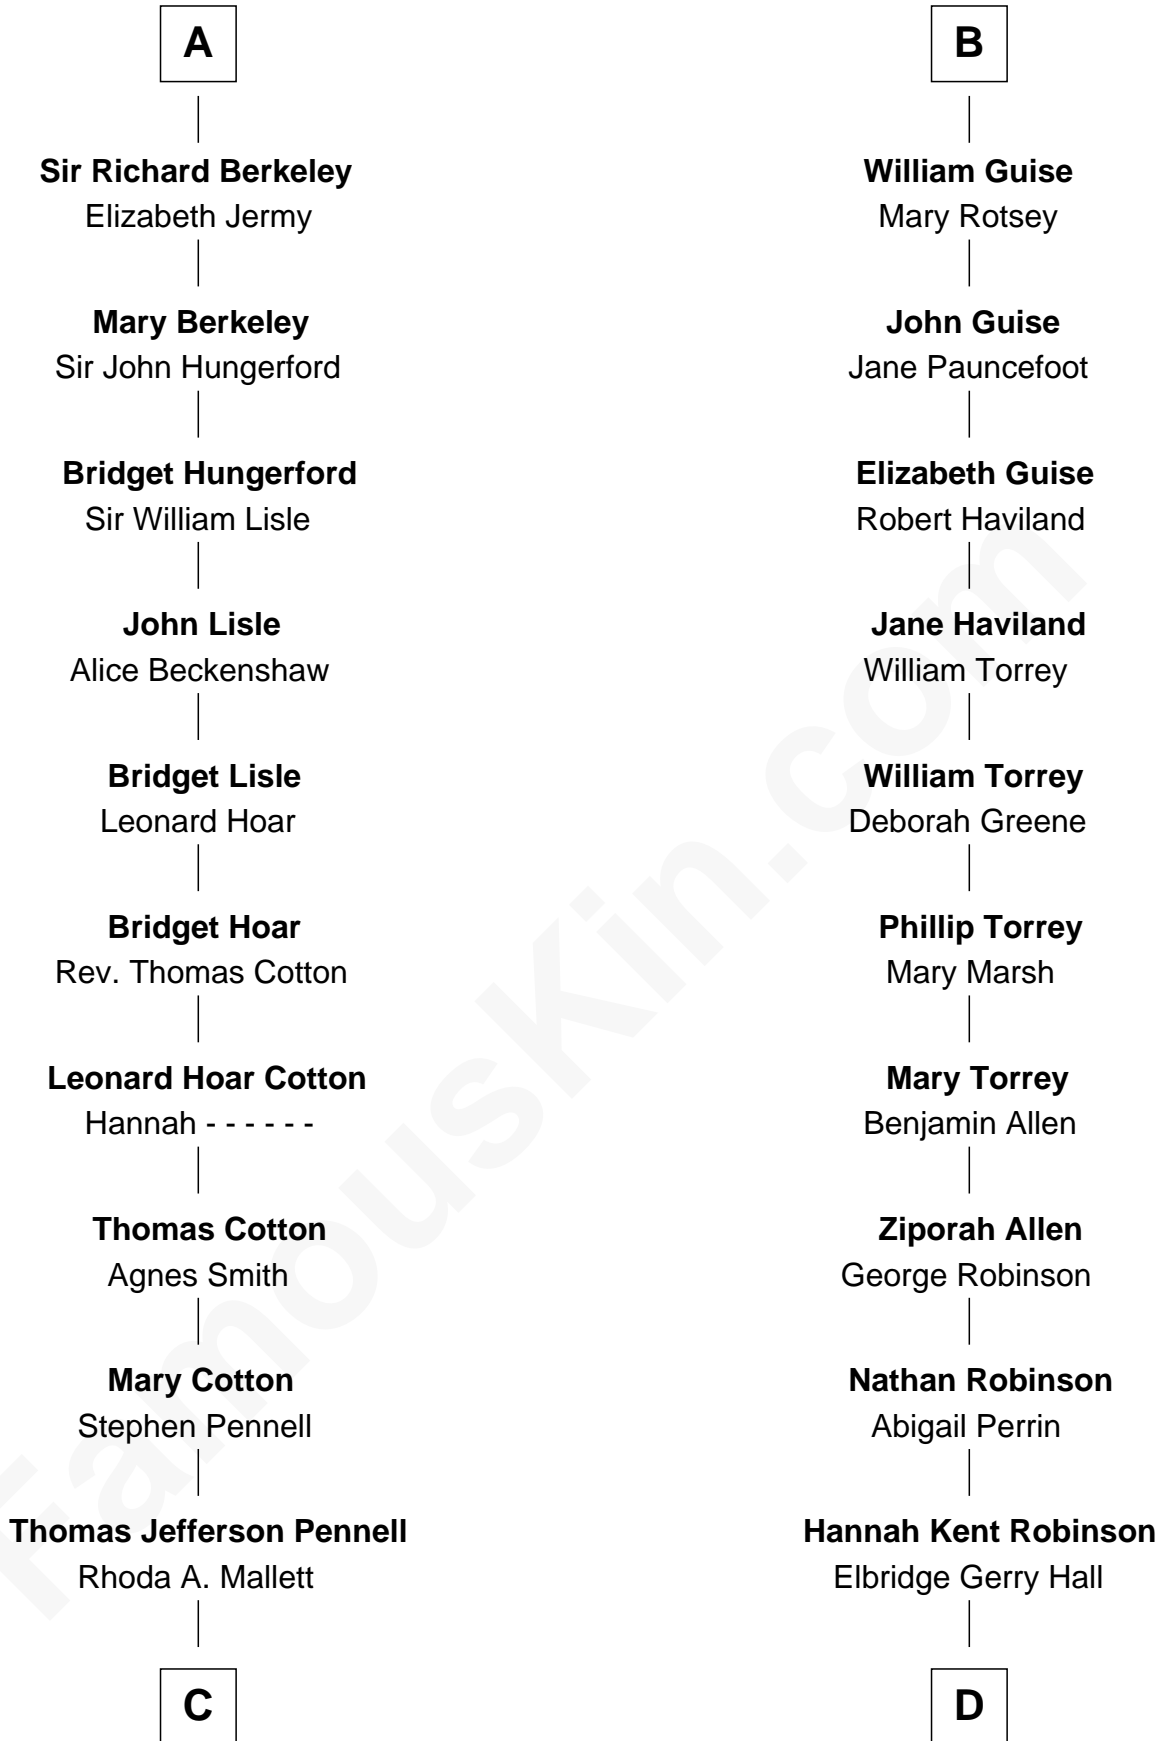 A
Sir Richard Berkeley
Elizabeth Jermy
Mary Berkeley
Sir John Hungerford
Bridget Hungerford
Sir William Lisle
John Lisle
Alice Beckenshaw
Bridget Lisle
Leonard Hoar
Bridget Hoar
Rev. Thomas Cotton
Leonard Hoar Cotton
Hannah - - - - - -
Thomas Cotton
Agnes Smith
Mary Cotton
Stephen Pennell
Thomas Jefferson Pennell
Rhoda A. Mallett
C
B
William Guise
Mary Rotsey
John Guise
Jane Pauncefoot
Elizabeth Guise
Robert Haviland
Jane Haviland
William Torrey
William Torrey
Deborah Greene
Phillip Torrey
Mary Marsh
Mary Torrey
Benjamin Allen
Ziporah Allen
George Robinson
Nathan Robinson
Abigail Perrin
Hannah Kent Robinson
Elbridge Gerry Hall
D
FamousKin.com